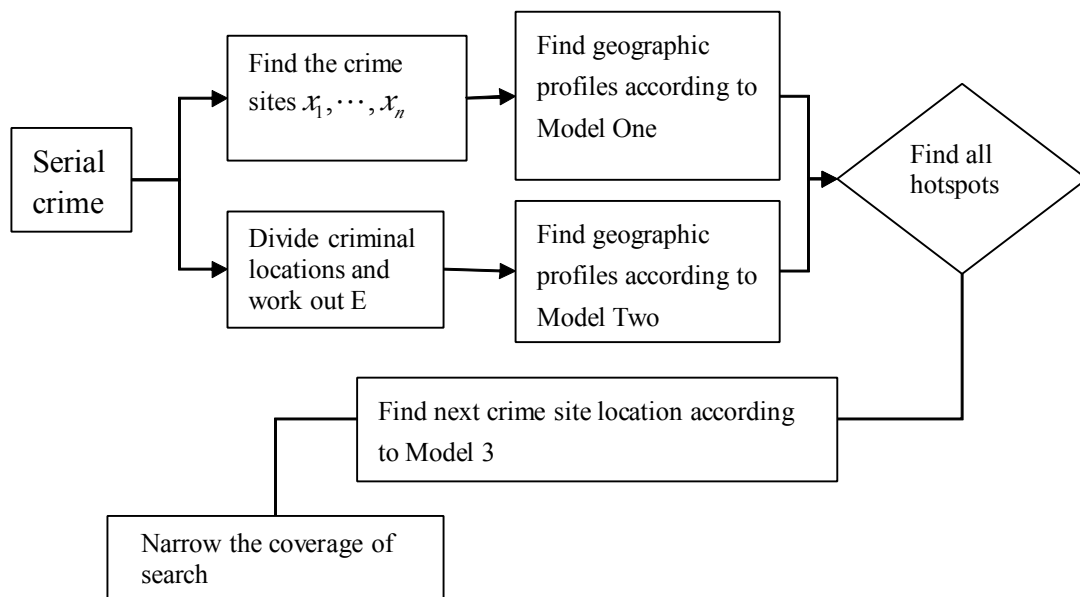 Serial
crime
Find the crime
sites x₁,⋯,xₙ
Find geographic
profiles according to
Model One
Divide criminal
locations and
work out E
Find geographic
profiles according to
Model Two
Find all
hotspots
Find next crime site location according
to Model 3
Narrow the coverage of
search